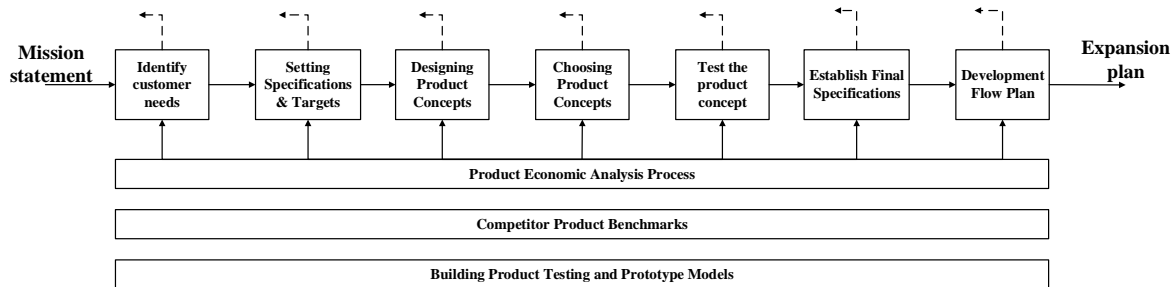 Mission
statement
Identify
customer
needs
Setting
Specifications
& Targets
Designing
Product
Concepts
Choosing
Product
Concepts
Test the
product
concept
Establish Final
Specifications
Development
Flow Plan
Expansion
plan
Product Economic Analysis Process
Competitor Product Benchmarks
Building Product Testing and Prototype Models